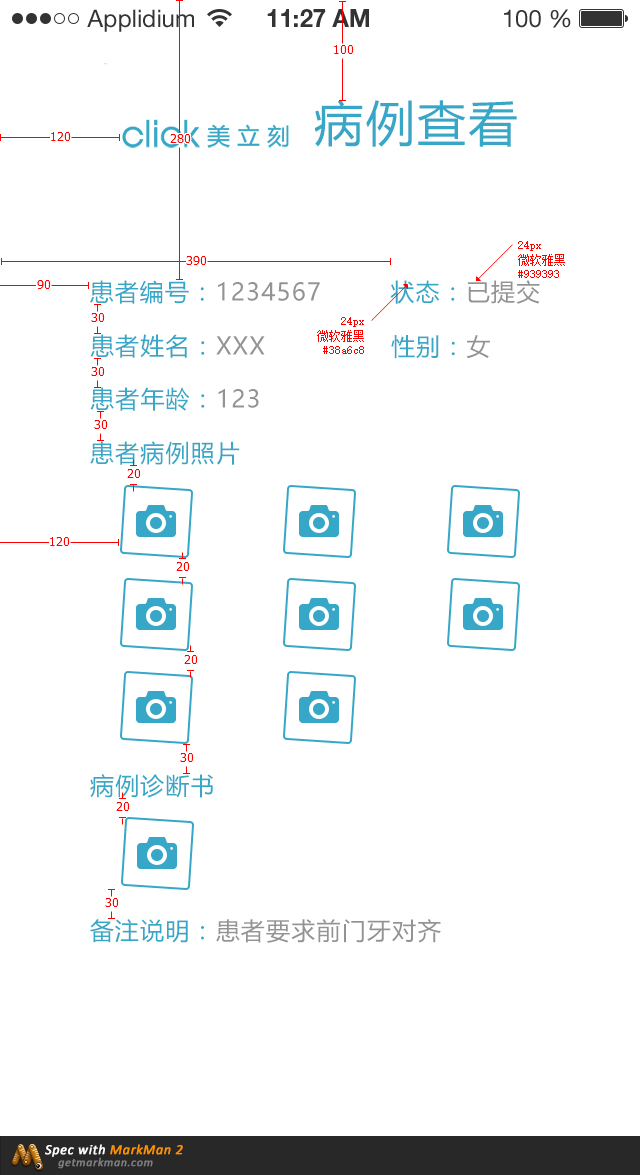 Applidium 11:27 AM 100 %
100
120
click 美立刻 病例查看
280
390
24px
微软雅黑
#939393
90
患者编号：1234567 状态：已提交
30
24px
微软雅黑
#38a6c8
患者姓名：XXX 性别：女
30
患者年龄：123
30
患者病例照片
20
120
20
20
30
病例诊断书
20
30
备注说明：患者要求前门牙对齐
Spec with MarkMan 2
getmarkman.com